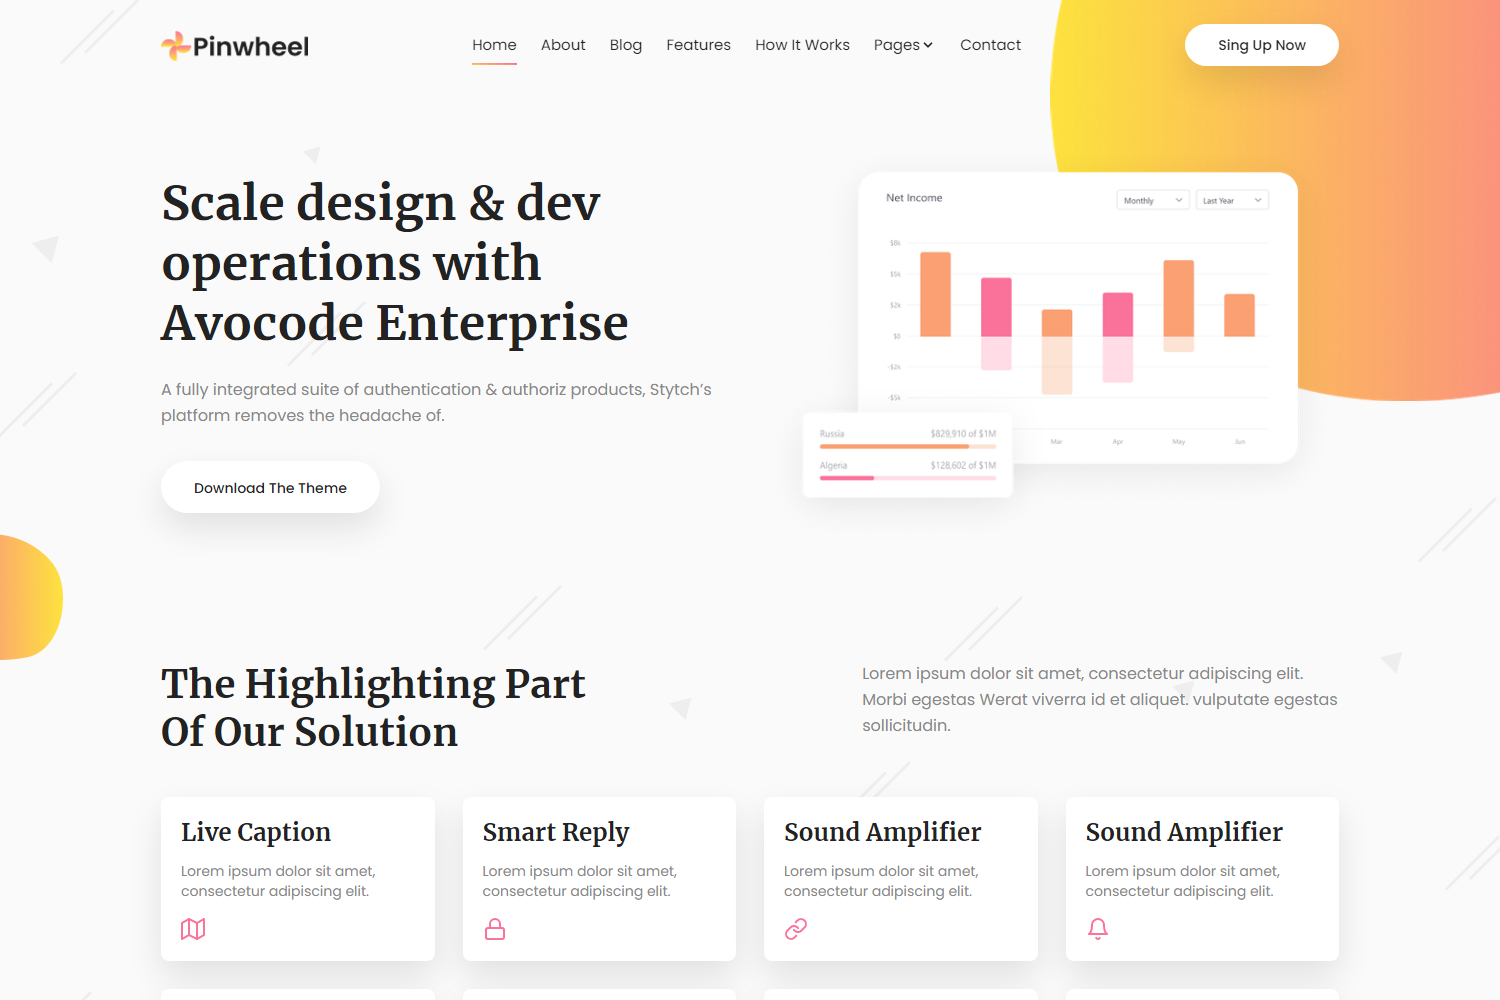 Pinwheel
Home About Blog Features How It Works Pages Contact
Sing Up Now
Scale design & dev
operations with
Avocode Enterprise
A fully integrated suite of authentication & authoriz products, Stytch’s
platform removes the headache of.
Download The Theme
Net Income
Monthly
Last Year
$8k
$5k
$2k
$0
-$2k
-$5k
Mar Apr May Jun
Russia $829,910 of $1M
Algeria $128,602 of $1M
The Highlighting Part
Of Our Solution
Lorem ipsum dolor sit amet, consectetur adipiscing elit.
Morbi egestas Werat viverra id et aliquet. vulputate egestas
sollicitudin.
Live Caption
Lorem ipsum dolor sit amet,
consectetur adipiscing elit.
Smart Reply
Lorem ipsum dolor sit amet,
consectetur adipiscing elit.
Sound Amplifier
Lorem ipsum dolor sit amet,
consectetur adipiscing elit.
Sound Amplifier
Lorem ipsum dolor sit amet,
consectetur adipiscing elit.